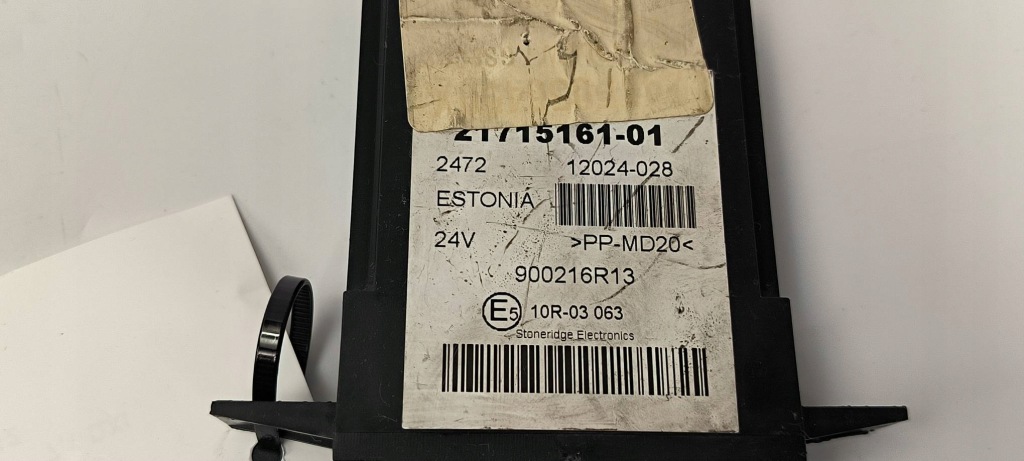 21715161-01
2472 12024-028
ESTONIA
24V >PP-MD20<
900216R13
E5 10R-03 063
Stoneridge Electronics